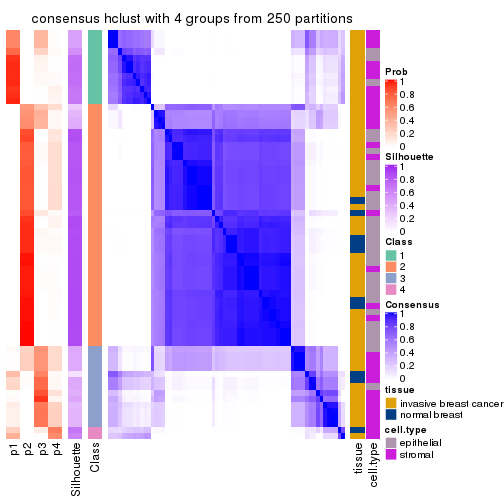 consensus hclust with 4 groups from 250 partitions
Prob
1
0.8
0.6
0.4
0.2
0
Silhouette
1
0.8
0.6
0.4
0.2
0
Class
1
2
3
4
Consensus
1
0.8
0.6
0.4
0.2
0
tissue
invasive breast cancer
normal breast
cell.type
epithelial
stromal
p1
p2
p3
p4
Silhouette
Class
tissue
cell.type